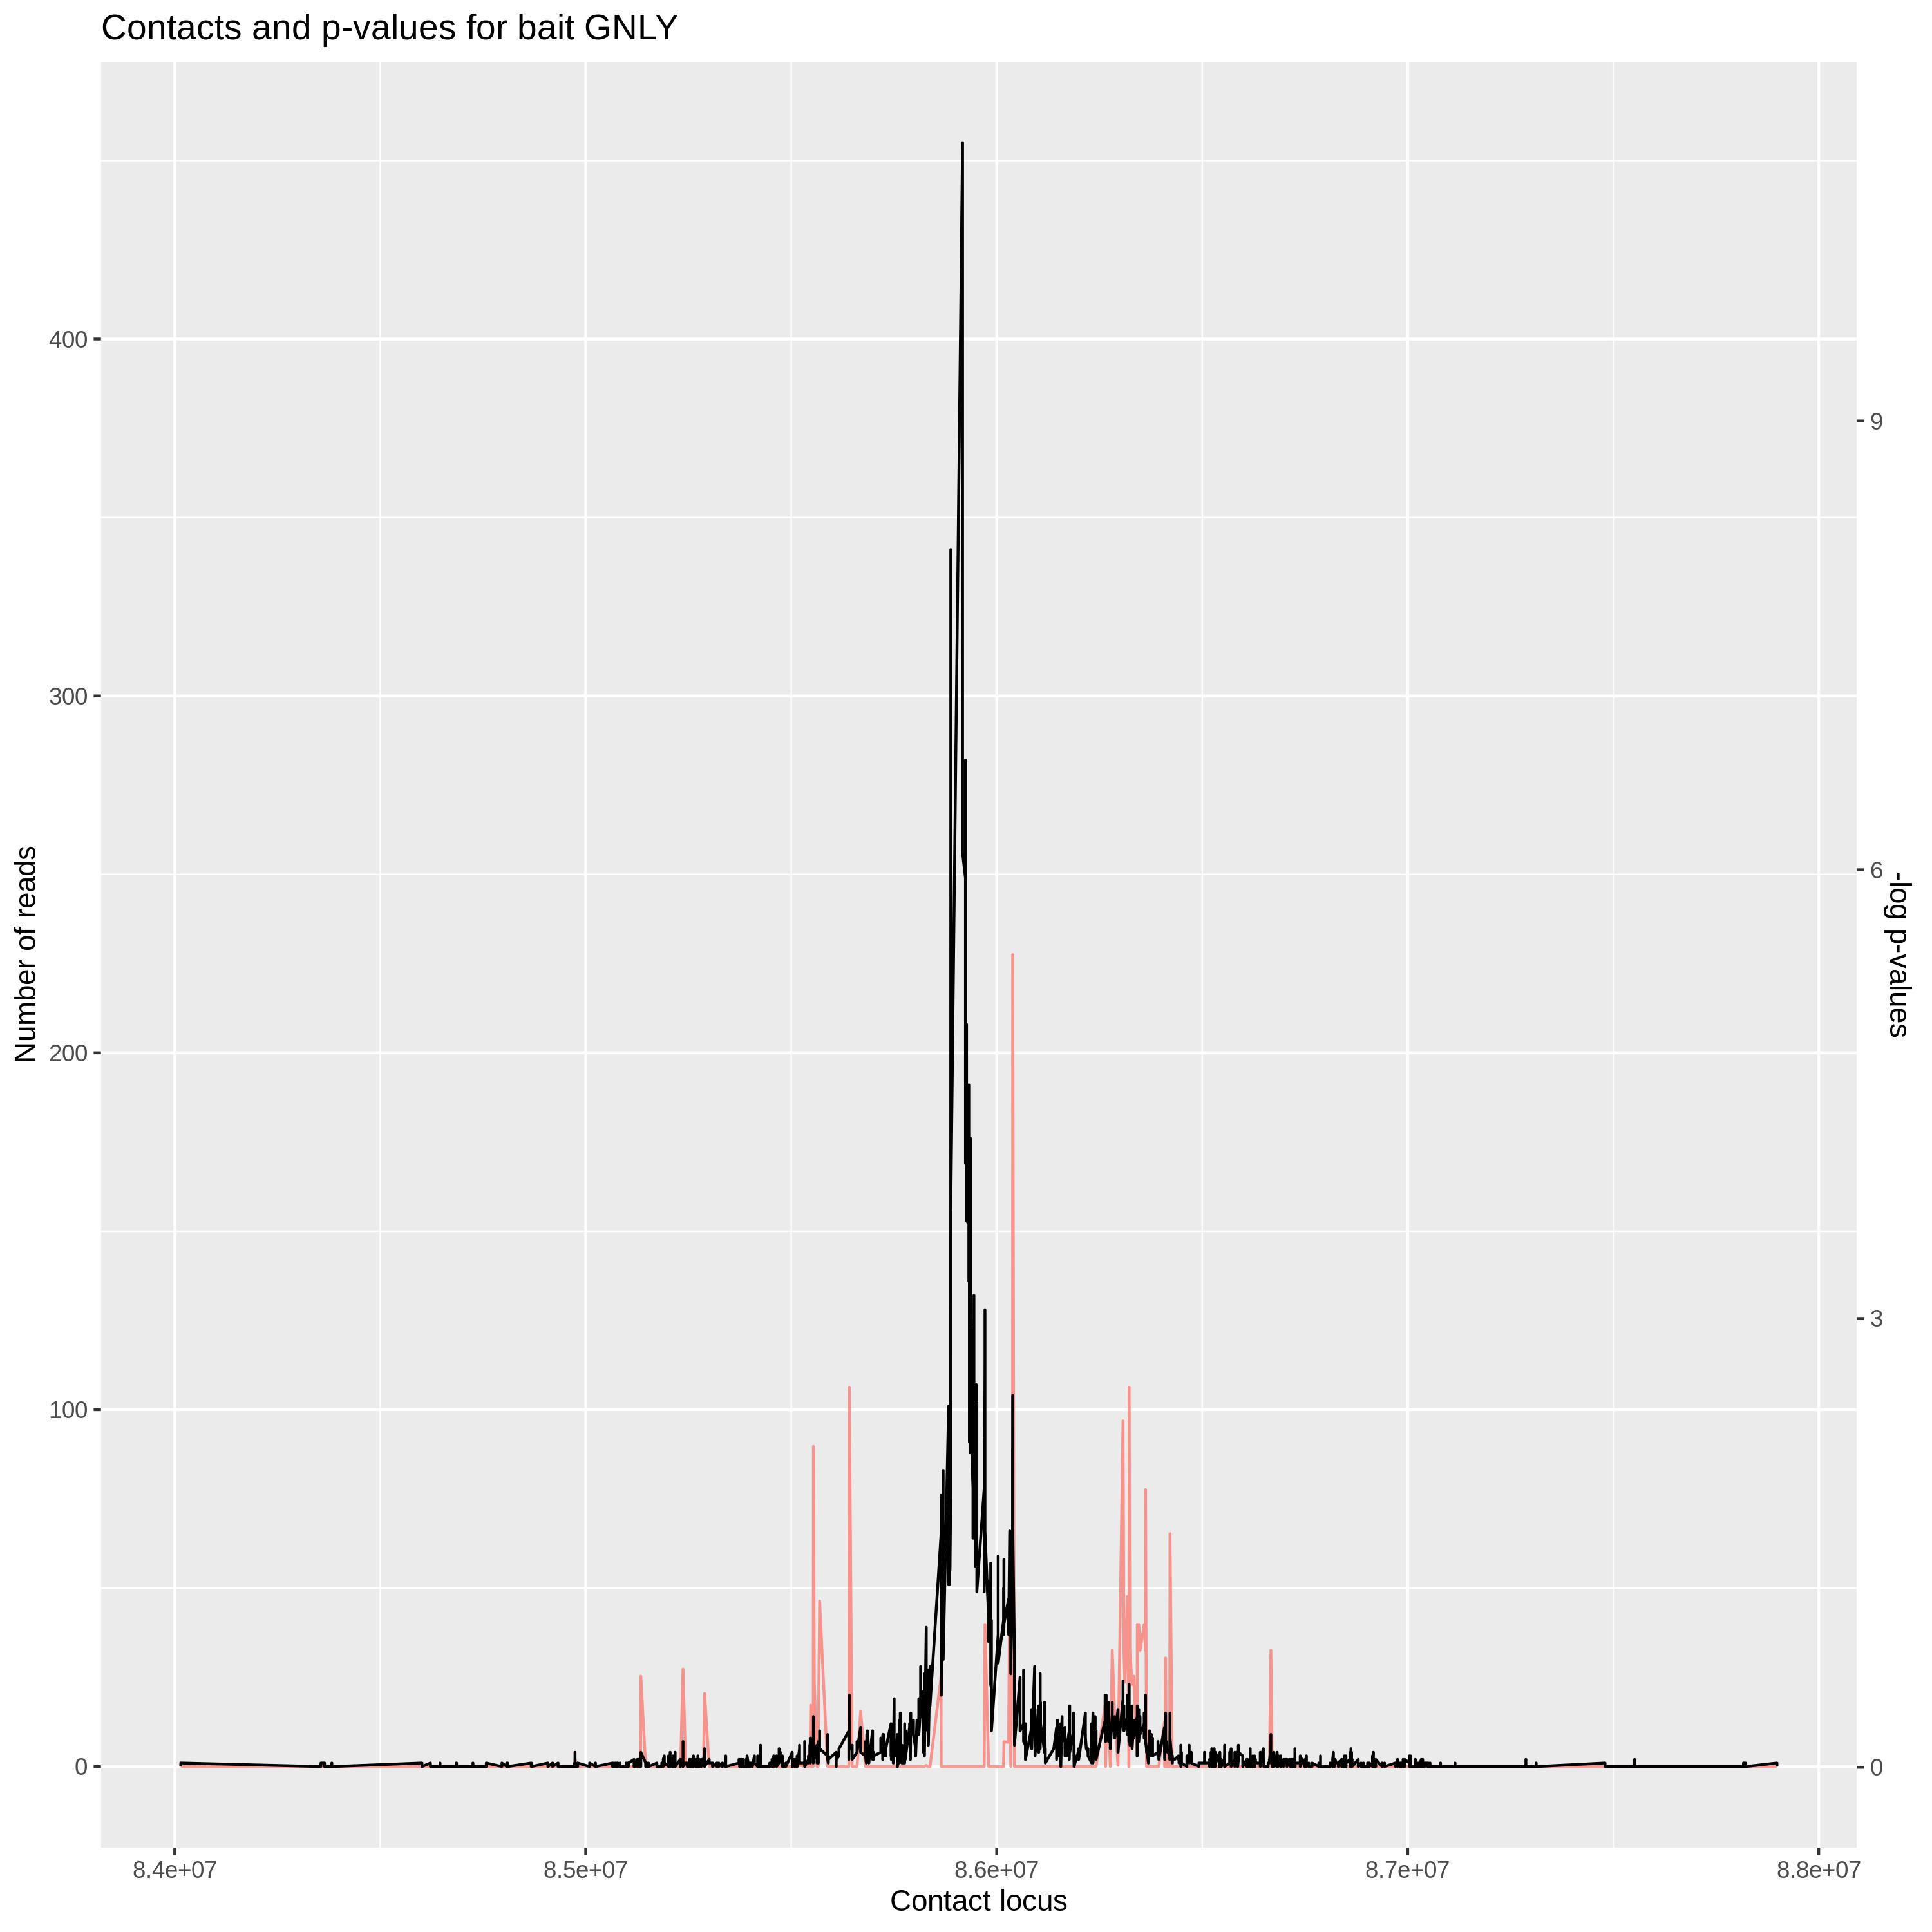 Contacts and p-values for bait GNLY
400
300
200
100
0
Number of reads
9
6
3
0
-log p-values
8.4e+07
8.5e+07
8.6e+07
8.7e+07
8.8e+07
Contact locus